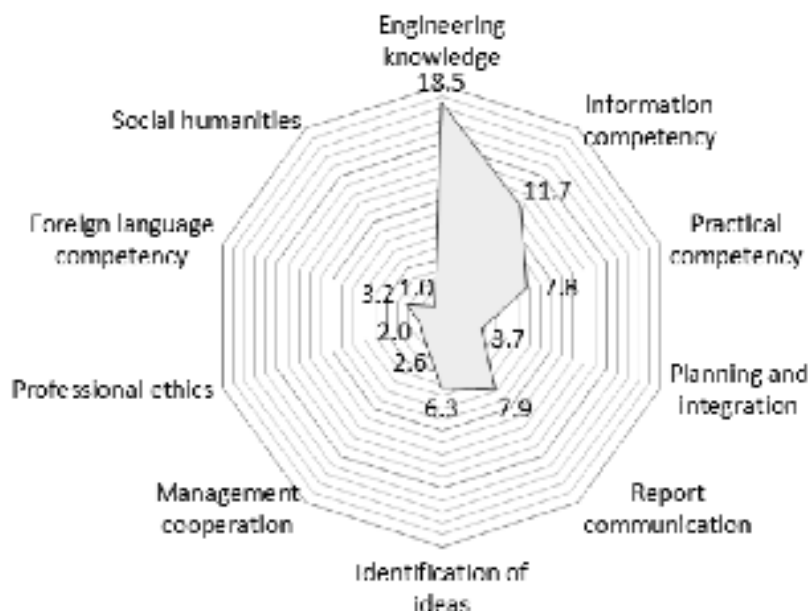 Engineering
knowledge
18.5
Information
competency
11.7
Practical
competency
7.8
Planning and
integration
3.7
Report
communication
7.9
Identification of
ideas
6.3
Management
cooperation
2.6
Professional ethics
2.0
Foreign language
competency
3.2
Social humanities
1.0